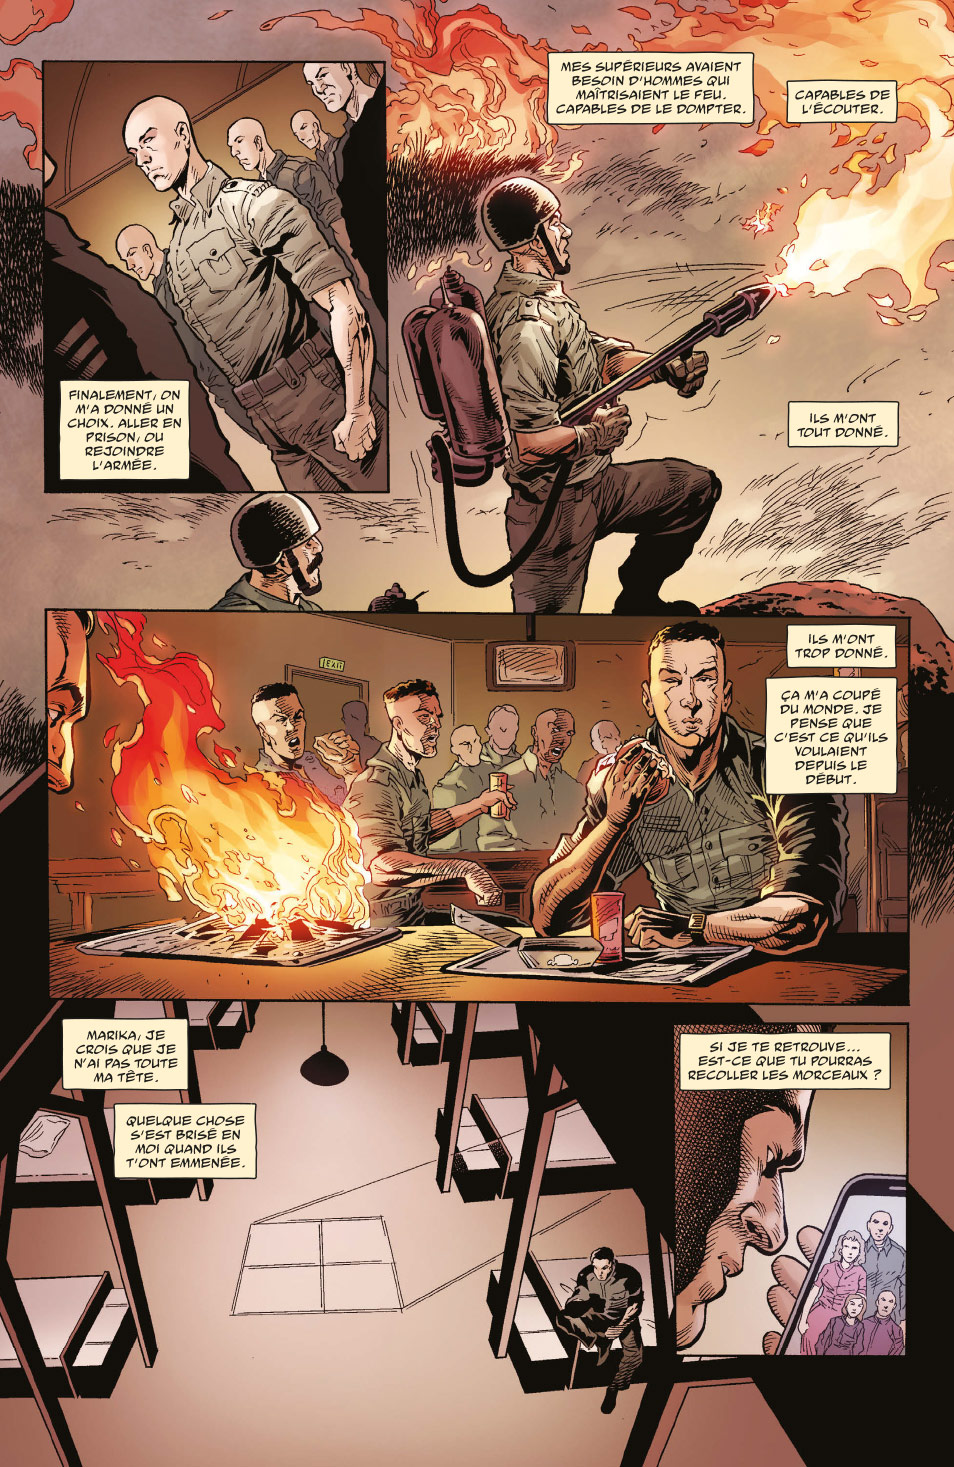 FINALEMENT, ON
M'A DONNÉ UN
CHOIX. ALLER EN
PRISON, OU
REJOINDRE
L'ARMÉE.
MES SUPÉRIEURS AVAIENT
BESOIN D'HOMMES QUI
MAÎTRISAIENT LE FEU.
CAPABLES DE LE DOMPTER.
CAPABLES DE
L'ÉCOUTER.
ILS M'ONT
TOUT DONNÉ.
EXIT
ILS M'ONT
TROP DONNÉ.
ÇA M'A COUPÉ
DU MONDE. JE
PENSE QUE
C'EST CE QU'ILS
VOULAIENT
DEPUIS LE
DÉBUT.
MARIKA, JE
CROIS QUE JE
N'AI PAS TOUTE
MA TÊTE.
QUELQUE CHOSE
S'EST BRISÉ EN
MOI QUAND ILS
T'ONT EMMENÉE.
SI JE TE RETROUVE...
EST-CE QUE TU POURRAS
RECOLLER LES MORCEAUX ?